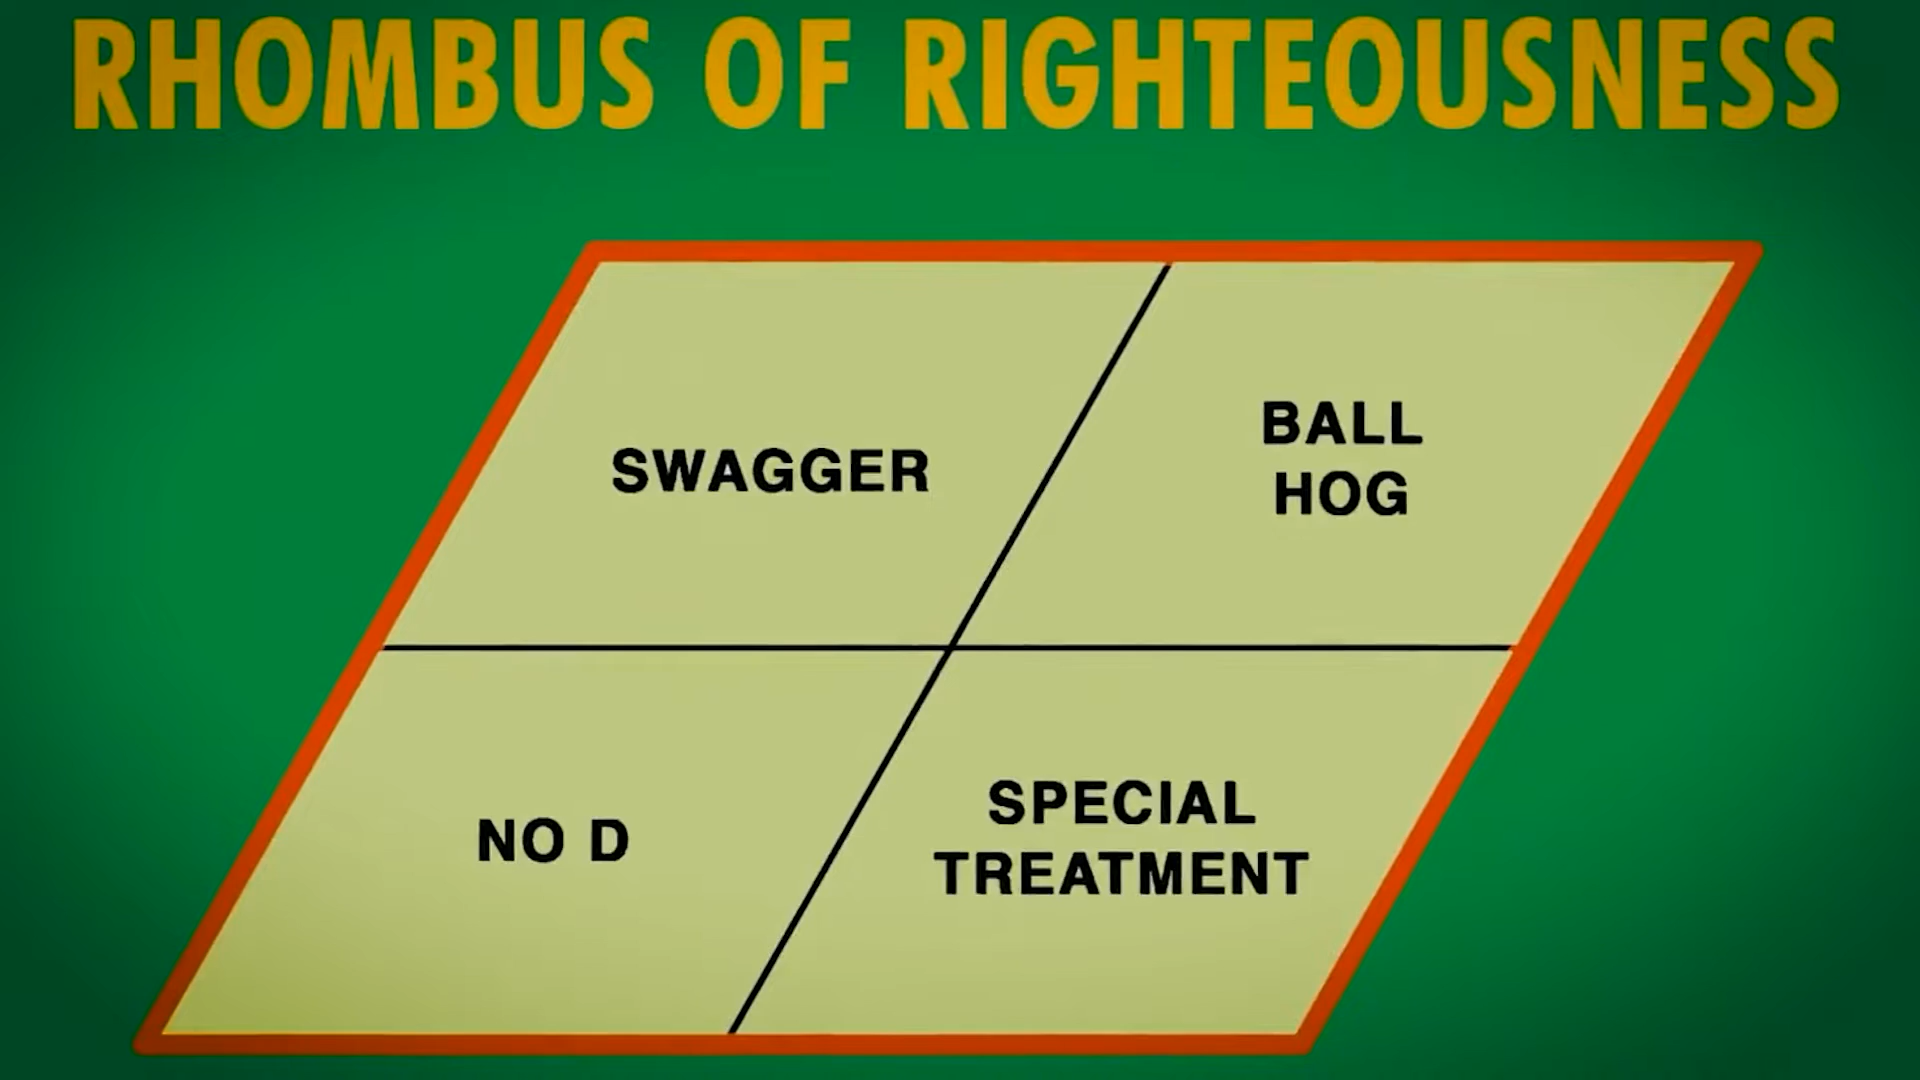 RHOMBUS OF RIGHTEOUSNESS
SWAGGER
BALL
HOG
NO D
SPECIAL
TREATMENT